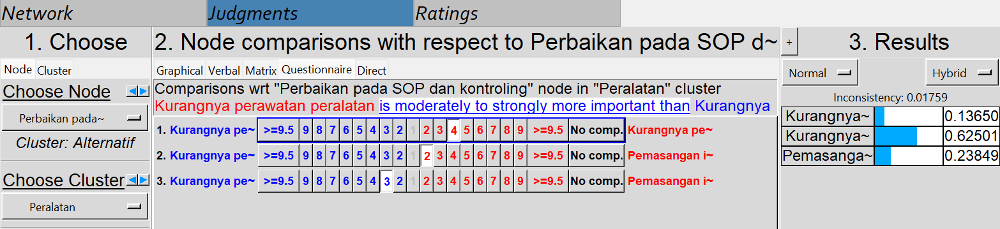 Network Judgments Ratings
1. Choose
Node Cluster
Choose Node
Perbaikan pada~
Cluster: Alternatif
Choose Cluster
Peralatan
2. Node comparisons with respect to Perbaikan pada SOP d~
Graphical Verbal Matrix Questionnaire Direct
Comparisons wrt "Perbaikan pada SOP dan kontroling" node in "Peralatan" cluster
Kurangnya perawatan peralatan is moderately to strongly more important than Kurangnya
1. Kurangnya pe~ >=9.5 9 8 7 6 5 4 3 2 1 2 3 4 5 6 7 8 9 >=9.5 No comp. Kurangnya pe~
2. Kurangnya pe~ >=9.5 9 8 7 6 5 4 3 2 1 2 3 4 5 6 7 8 9 >=9.5 No comp. Pemasangan i~
3. Kurangnya pe~ >=9.5 9 8 7 6 5 4 3 2 1 2 3 4 5 6 7 8 9 >=9.5 No comp. Pemasangan i~
+ 3. Results
Normal Hybrid
Inconsistency: 0.01759
Kurangnya~ 0.13650
Kurangnya~ 0.62501
Pemasanga~ 0.23849